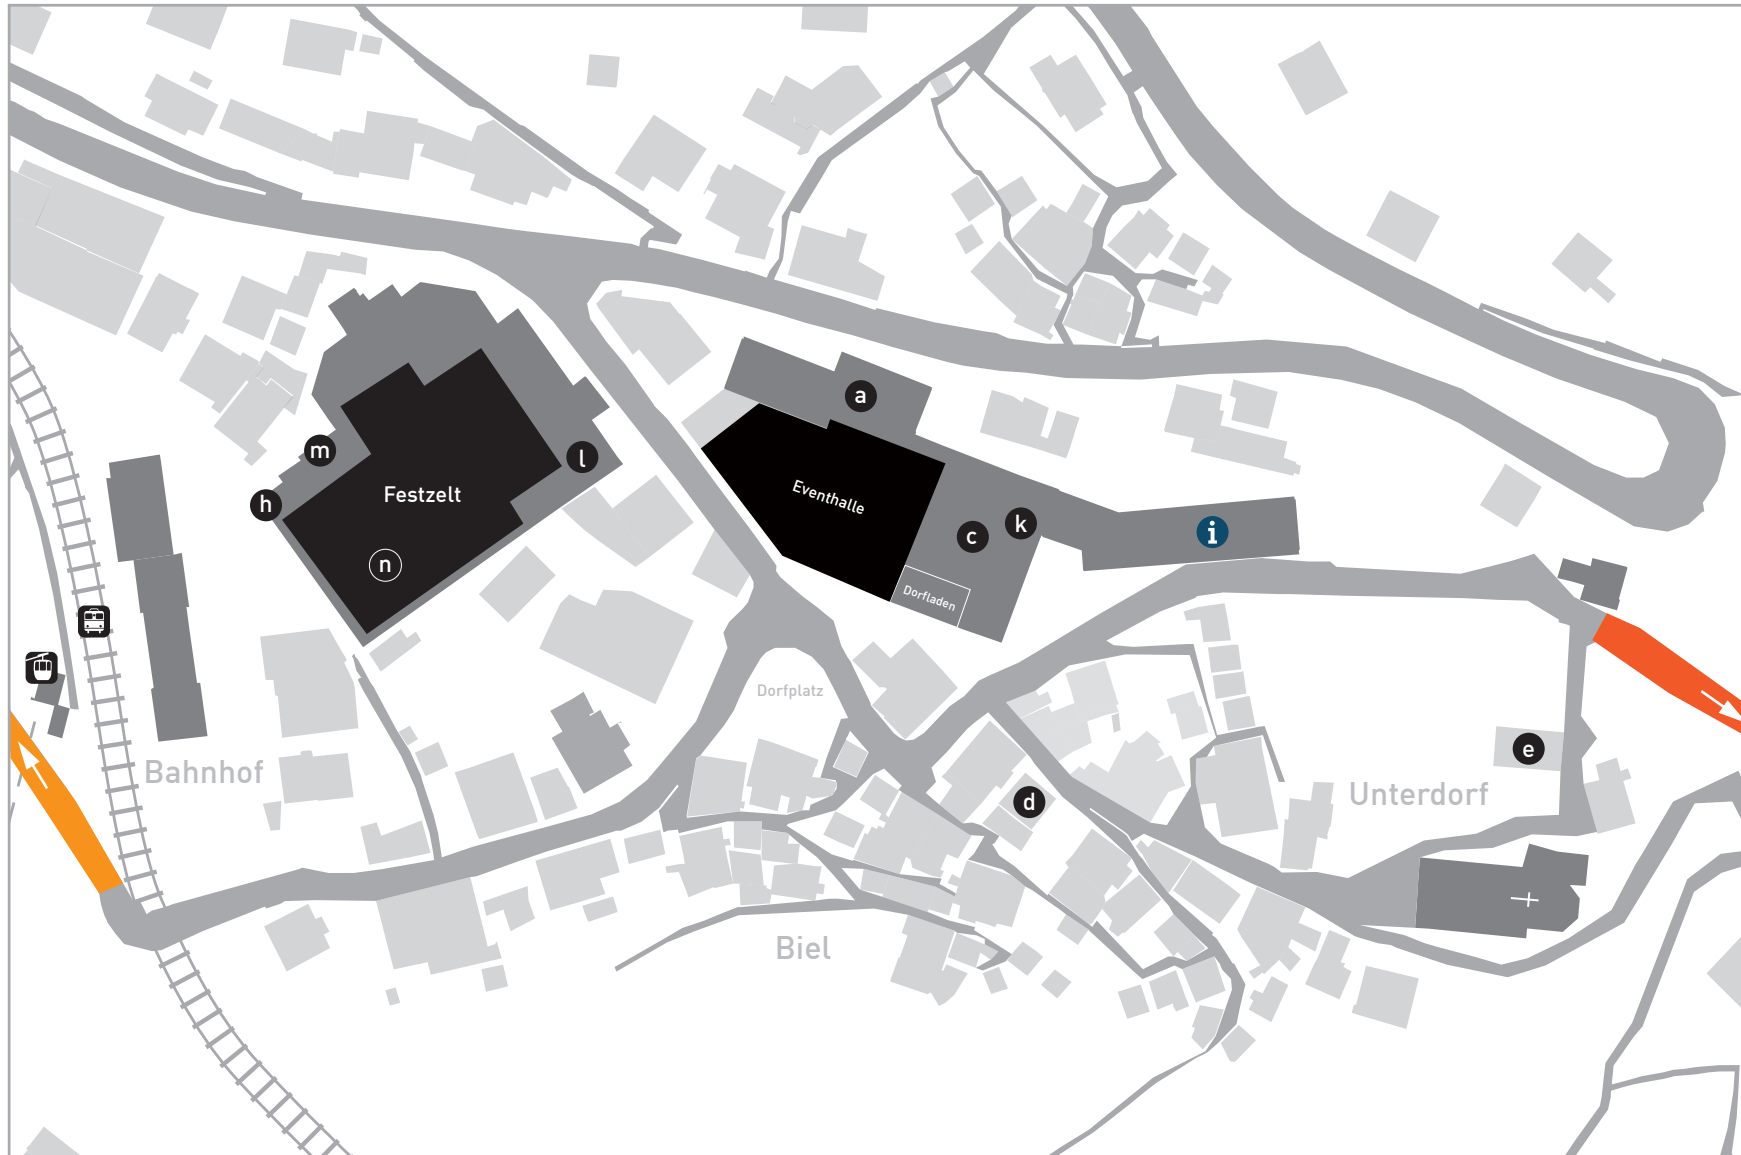 a
m
l
Festzelt
Eventhalle
h
k
i
c
n
Dorfladen
Dorfplatz
e
Bahnhof
Unterdorf
d
Biel